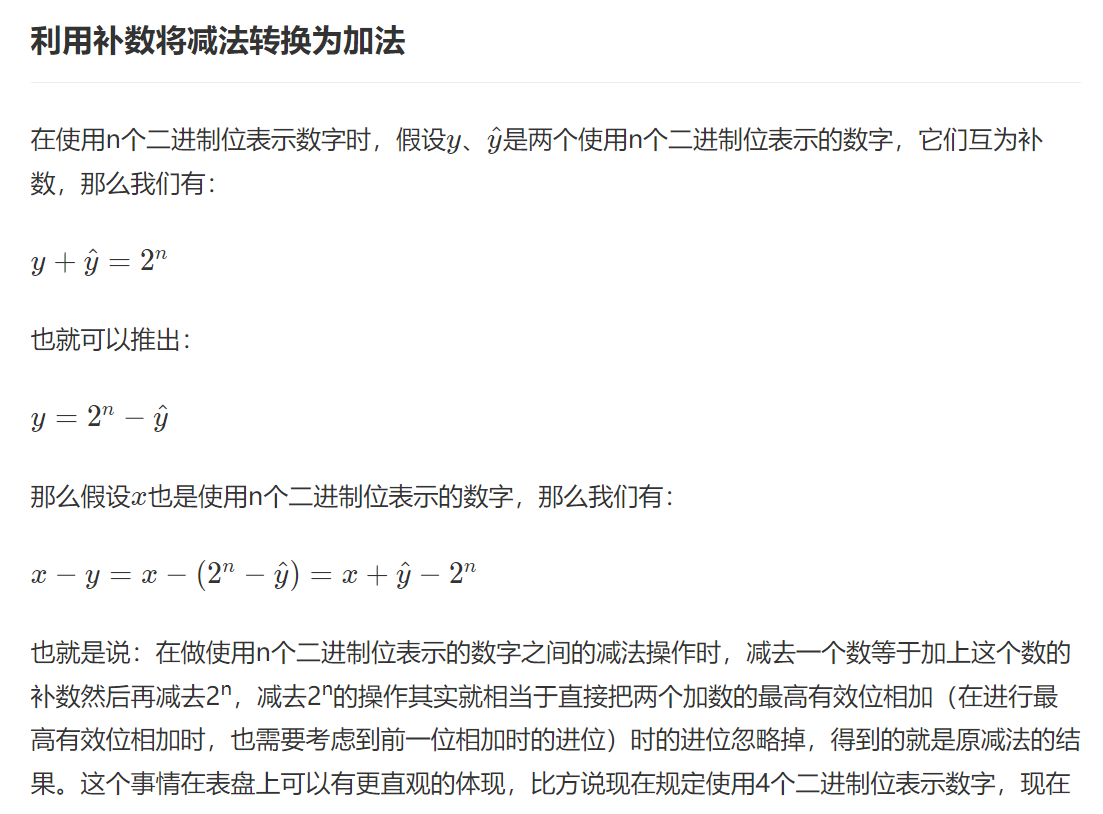 利用补数将减法转换为加法
在使用n个二进制位表示数字时，假设y、ŷ是两个使用n个二进制位表示的数字，它们互为补
数，那么我们有：
y + ŷ = 2ⁿ
也就可以推出：
y = 2ⁿ − ŷ
那么假设x也是使用n个二进制位表示的数字，那么我们有：
x − y = x − (2ⁿ − ŷ) = x + ŷ − 2ⁿ
也就是说：在做使用n个二进制位表示的数字之间的减法操作时，减去一个数等于加上这个数的
补数然后再减去2ⁿ，减去2ⁿ的操作其实就相当于直接把两个加数的最高有效位相加（在进行最
高有效位相加时，也需要考虑到前一位相加时的进位）时的进位忽略掉，得到的就是原减法的结
果。这个事情在表盘上可以有更直观的体现，比方说现在规定使用4个二进制位表示数字，现在